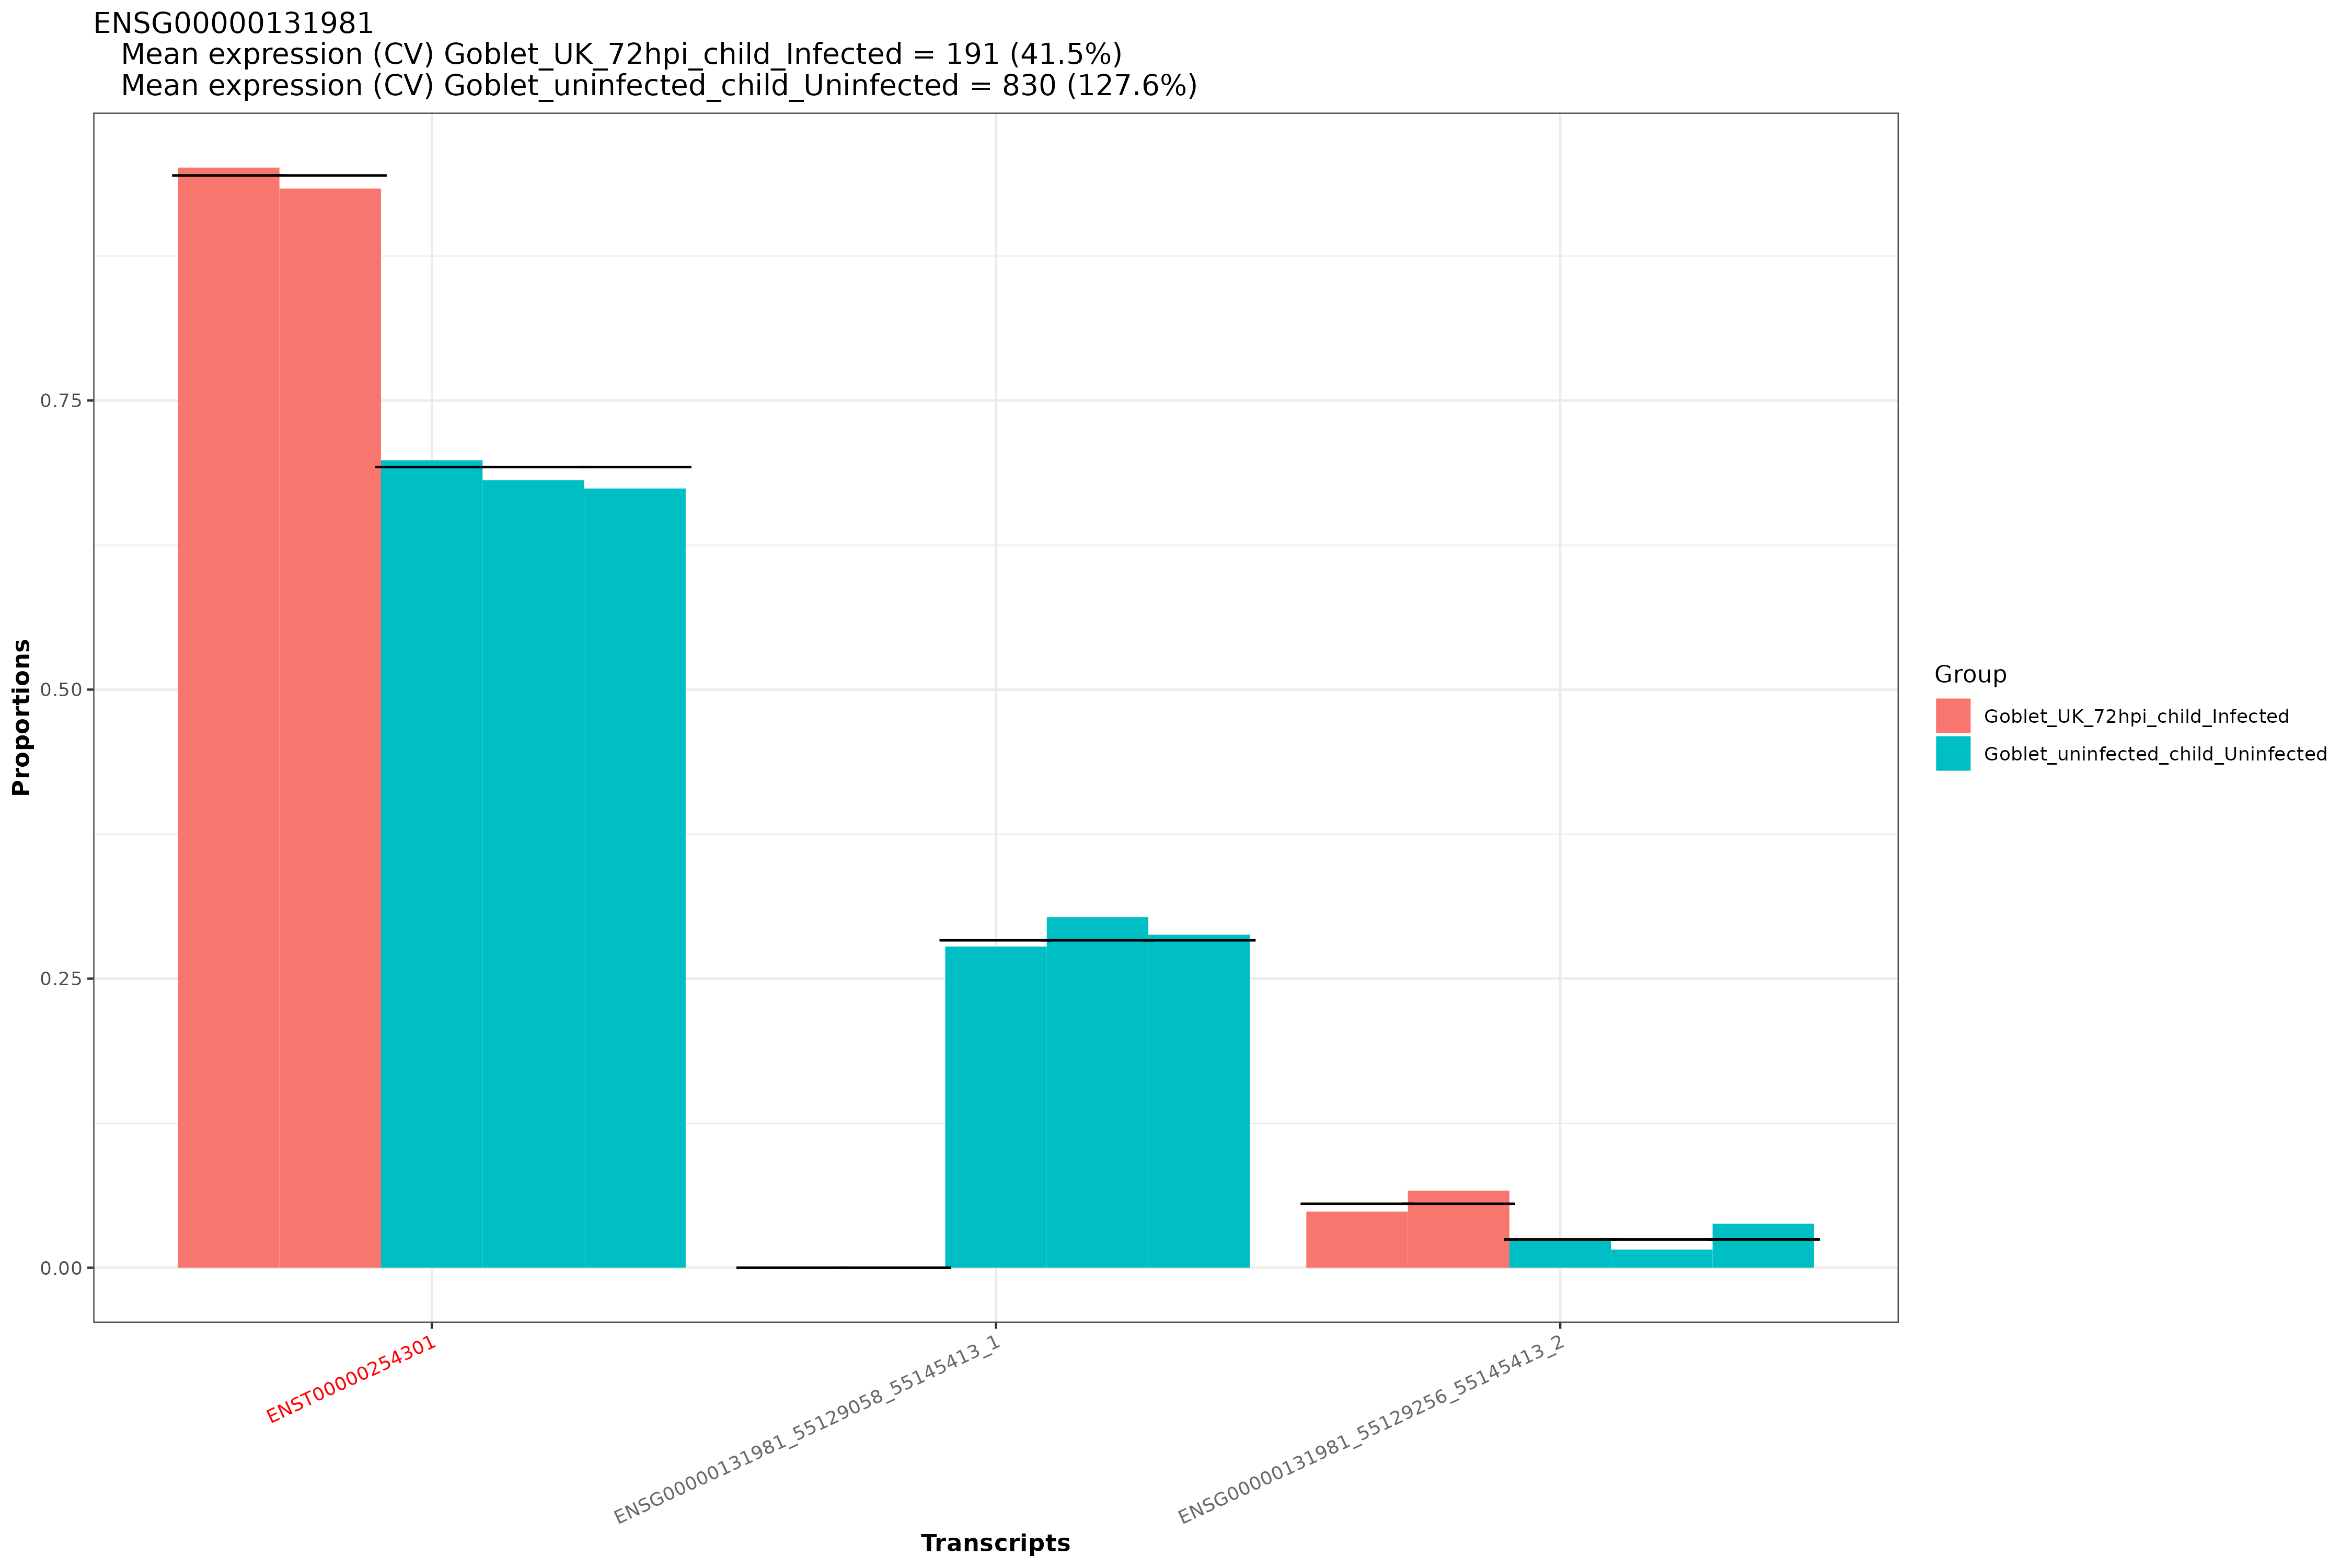 ENSG00000131981
Mean expression (CV) Goblet_UK_72hpi_child_Infected = 191 (41.5%)
Mean expression (CV) Goblet_uninfected_child_Uninfected = 830 (127.6%)
Proportions
0.75
0.50
0.25
0.00
ENST00000254301
ENSG00000131981_55129058_55145413_1
ENSG00000131981_55129256_55145413_2
Transcripts
Group
Goblet_UK_72hpi_child_Infected
Goblet_uninfected_child_Uninfected